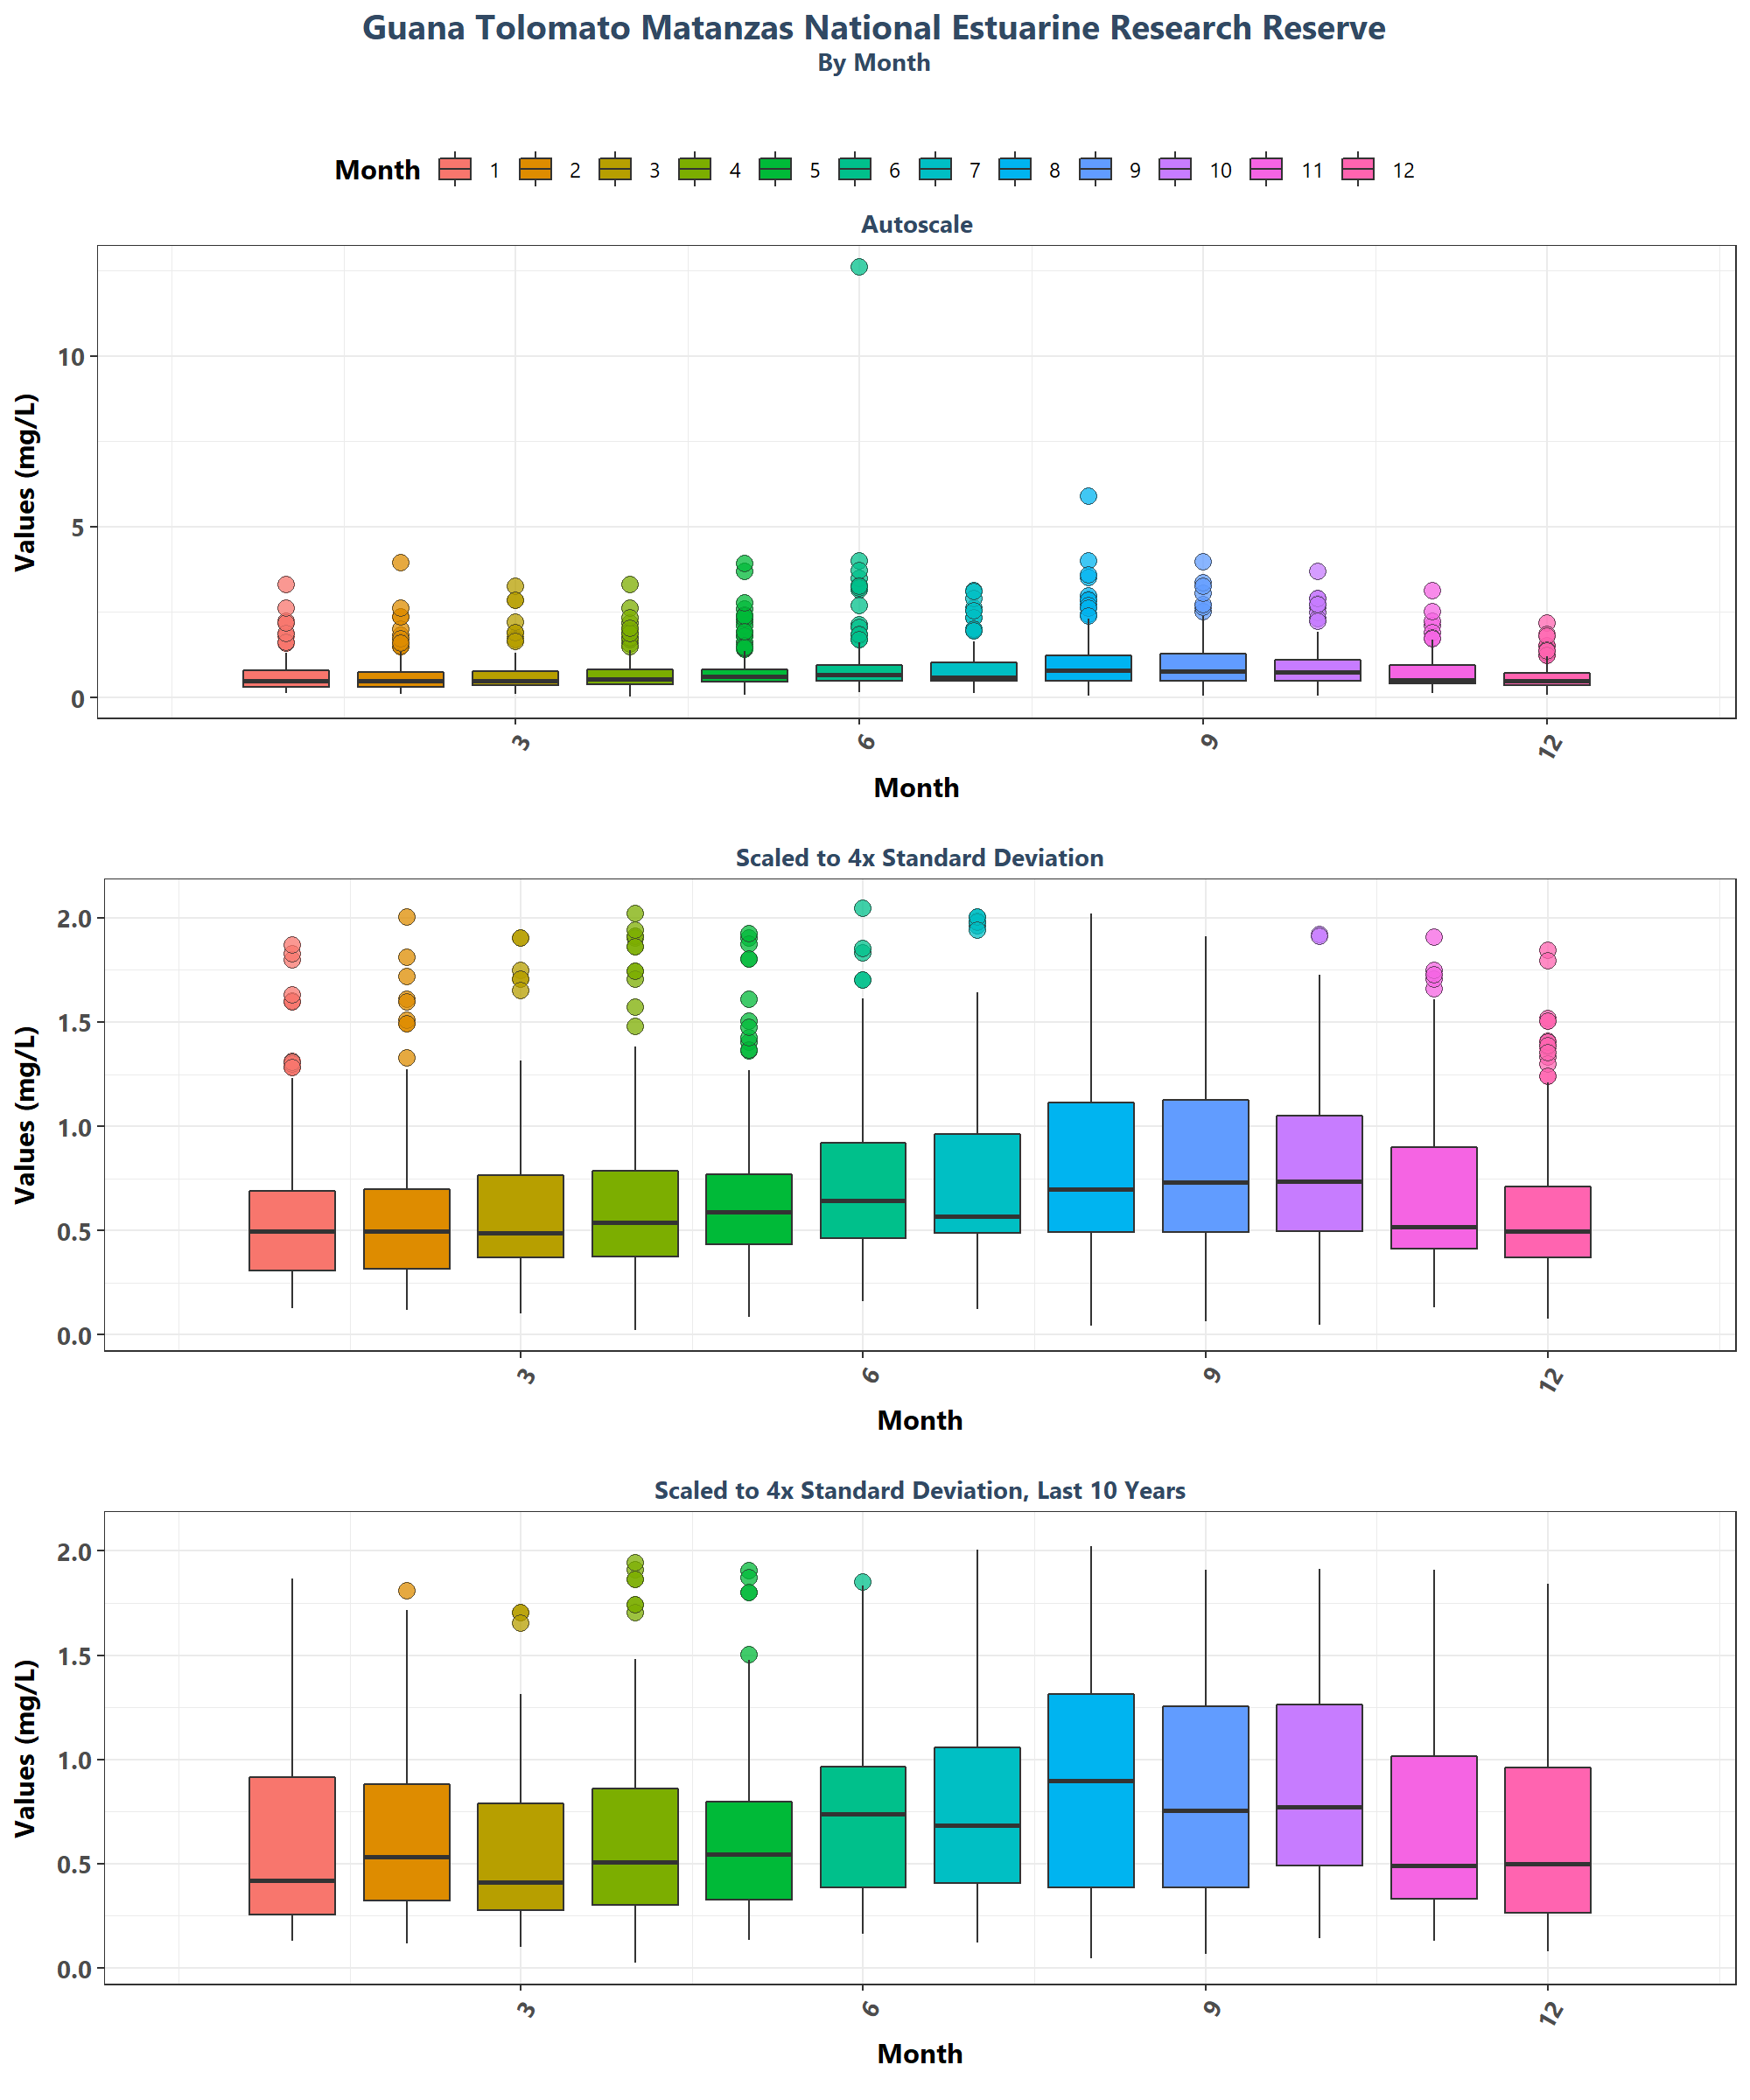 Guana Tolomato Matanzas National Estuarine Research Reserve
By Month
Month 1 2 3 4 5 6 7 8 9 10 11 12
Autoscale
Values (mg/L)
10
5
0
3 6 9 12
Month
Scaled to 4x Standard Deviation
Values (mg/L)
2.0
1.5
1.0
0.5
0.0
3 6 9 12
Month
Scaled to 4x Standard Deviation, Last 10 Years
Values (mg/L)
2.0
1.5
1.0
0.5
0.0
3 6 9 12
Month